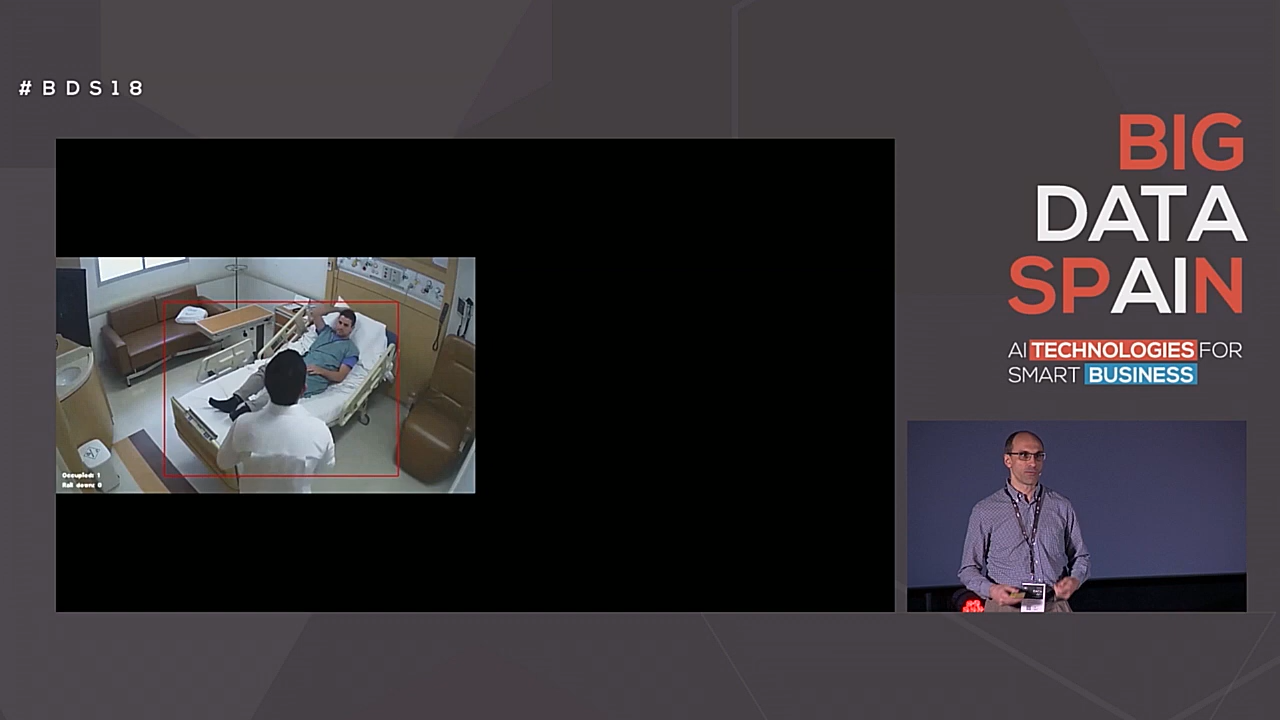 #BDS18
BIG
DATA
SPAIN
AI TECHNOLOGIES FOR
SMART BUSINESS
Occupied: 1
Rail down: 0